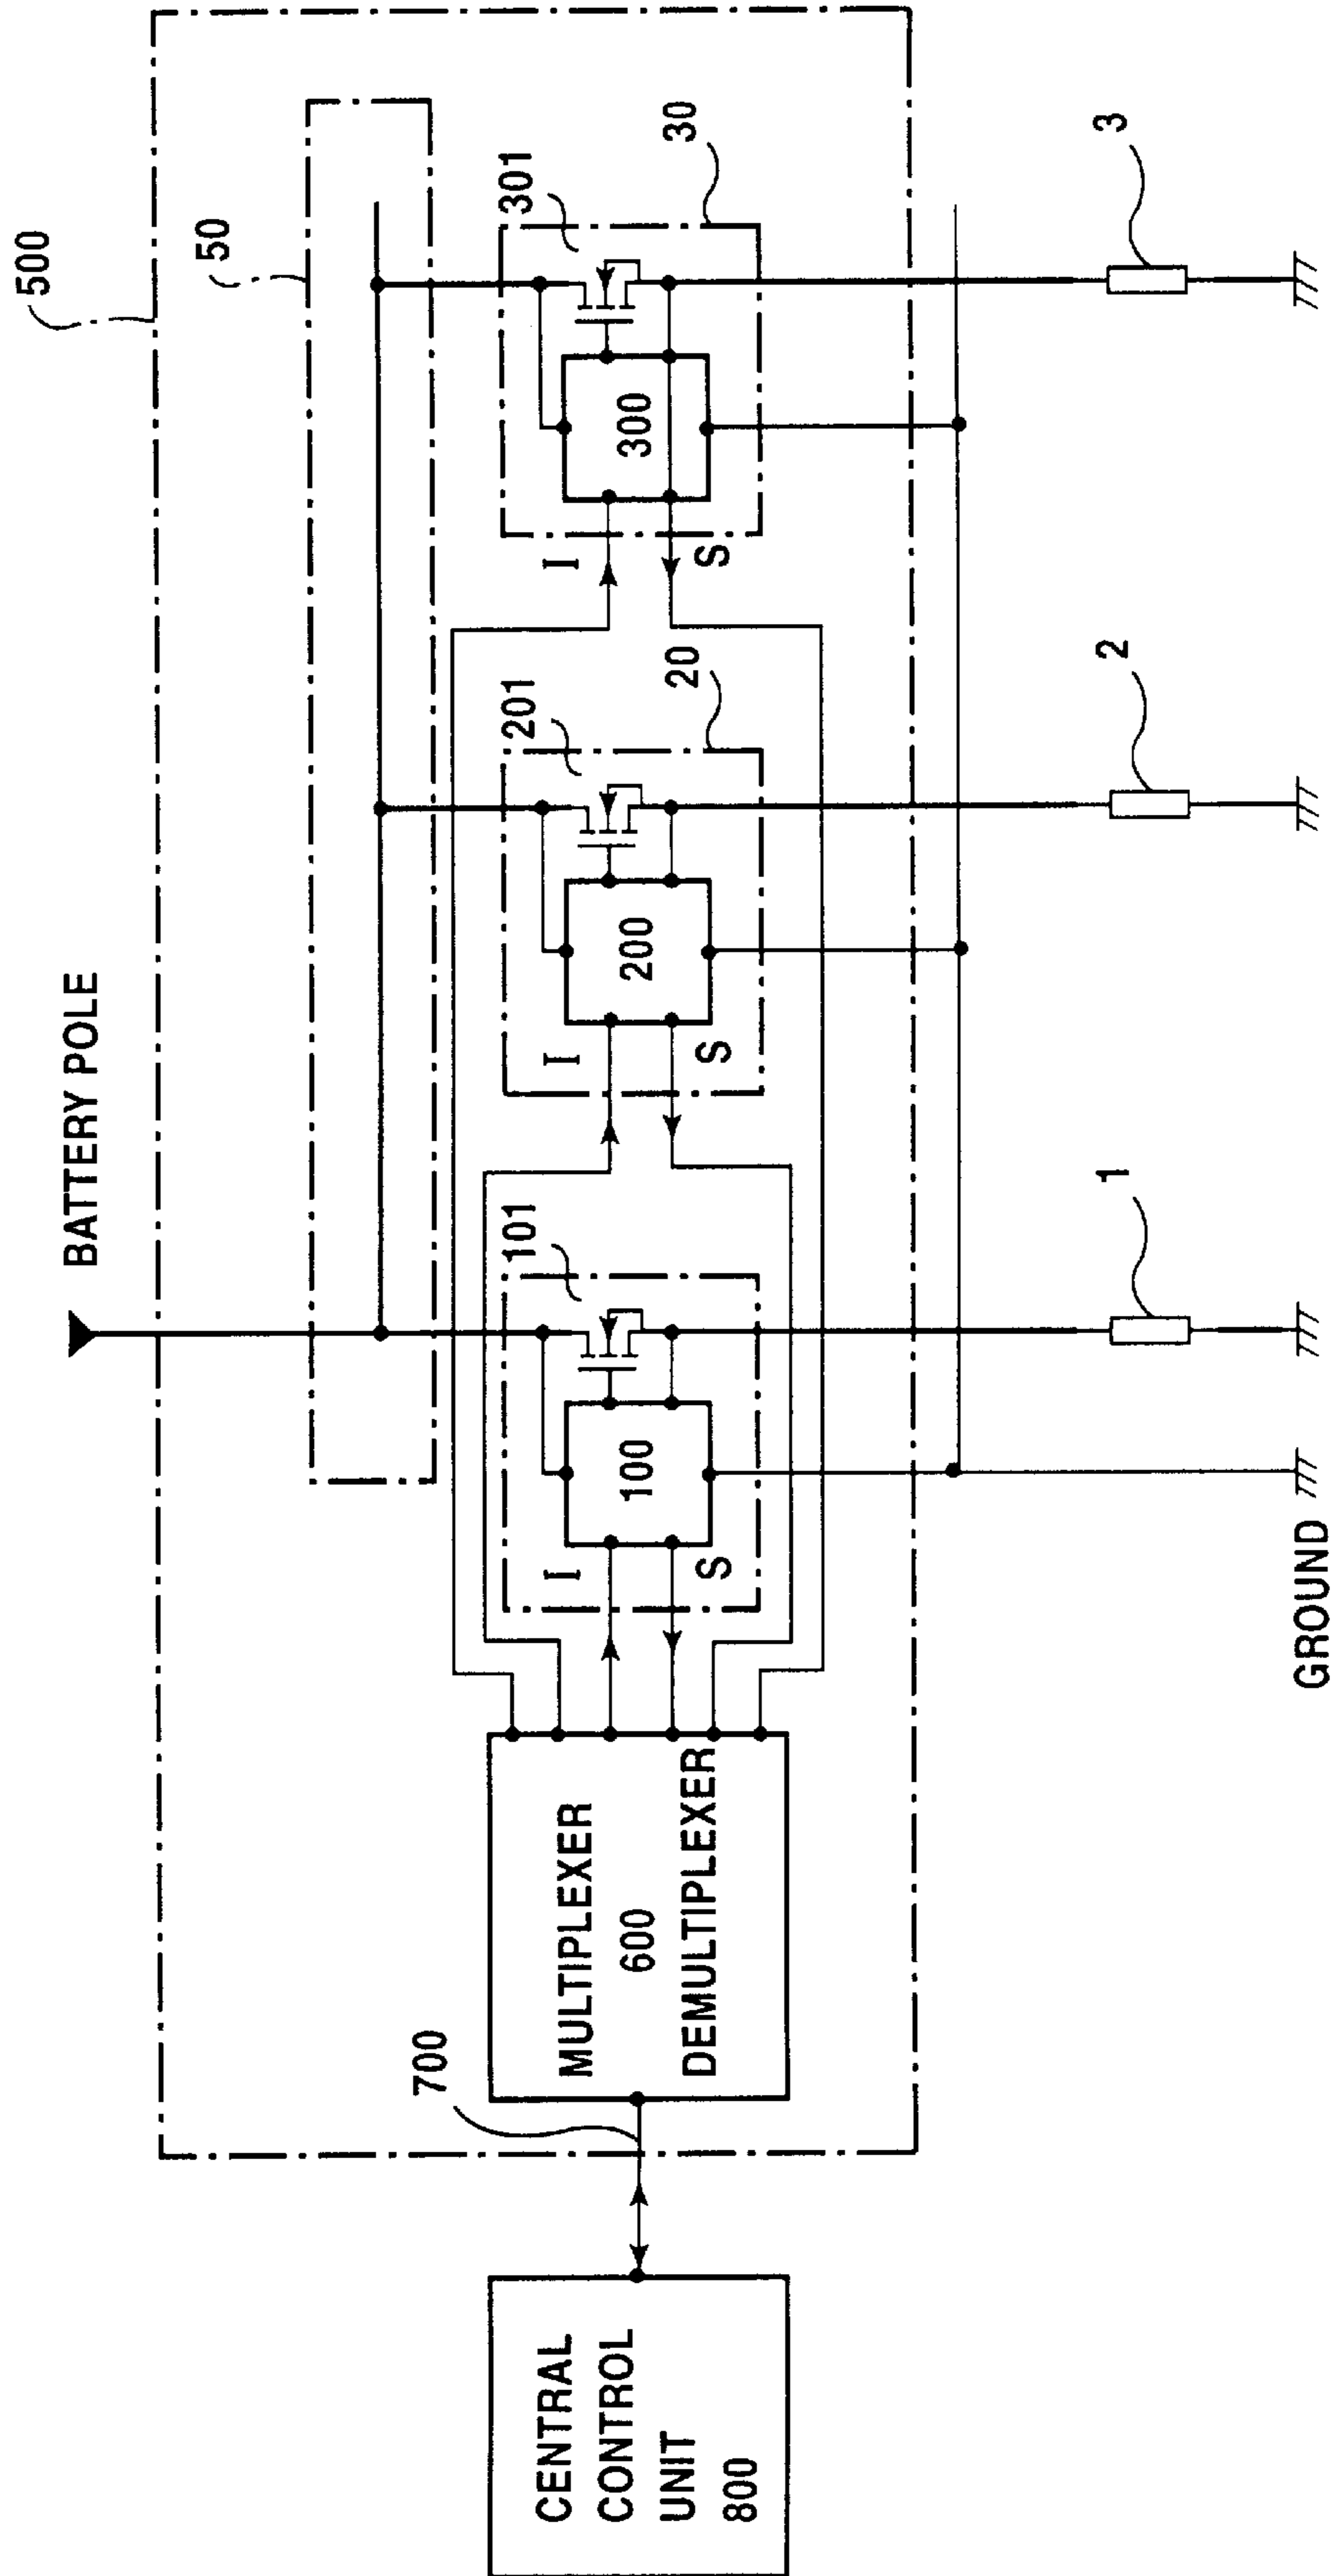 500
50
BATTERY POLE
301
30
201
20
101
I
I
I
300
200
100
S
S
S
MULTIPLEXER
600
DEMULTIPLEXER
700
CENTRAL
CONTROL
UNIT
800
1
2
3
GROUND